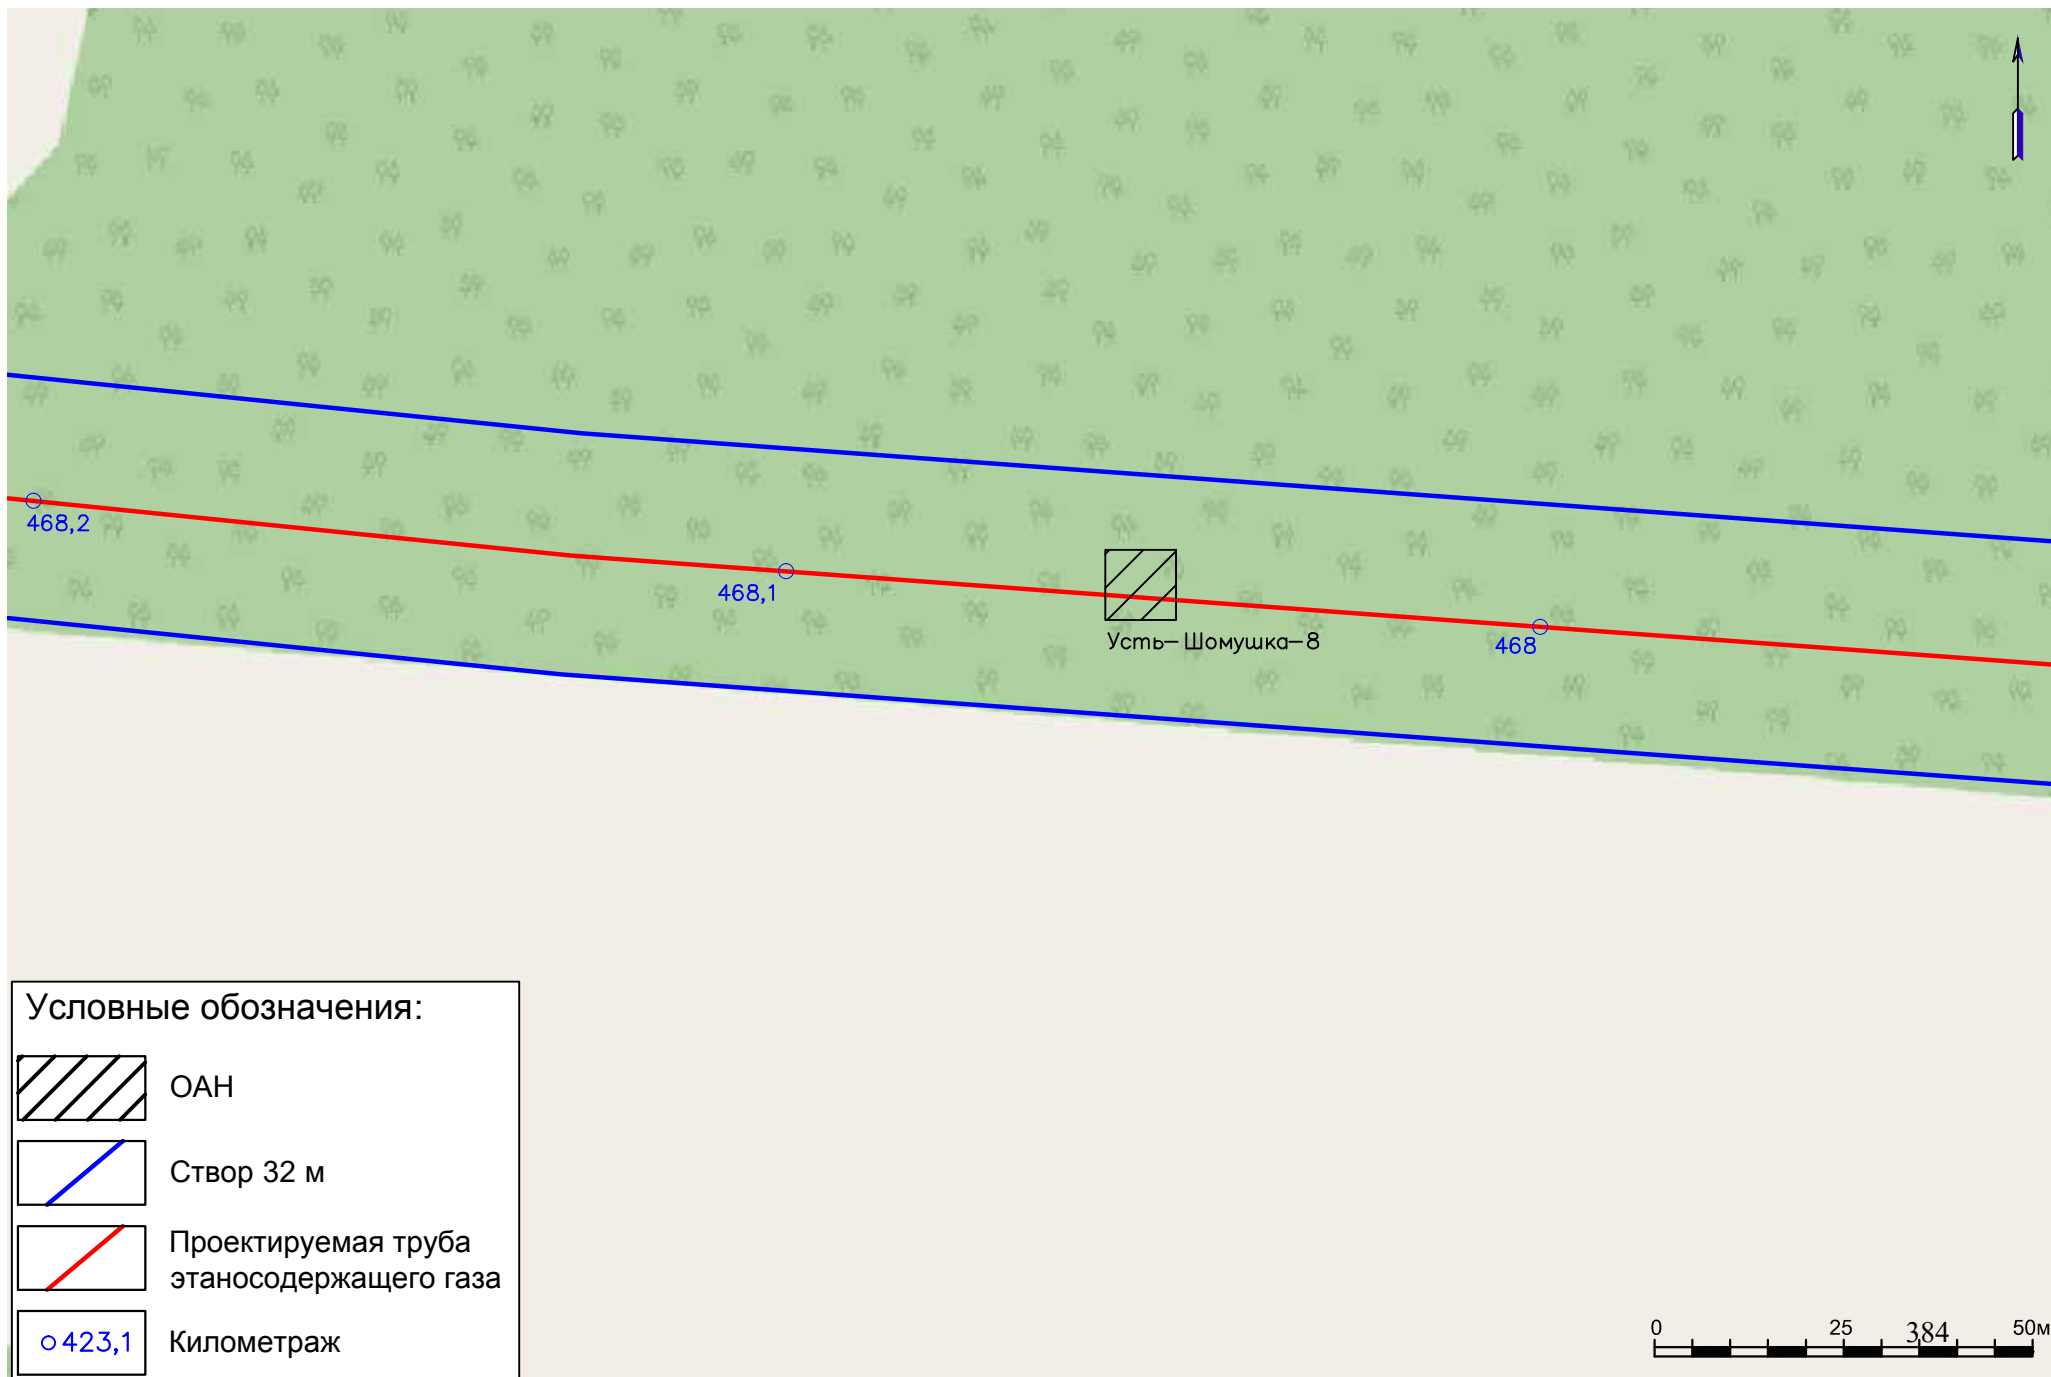 468,2
468,1
Усть-Шомушка-8
468
Условные обозначения:
ОАН
Створ 32 м
Проектируемая труба
этаносодержащего газа
423,1 Километраж
0 25 50м
384